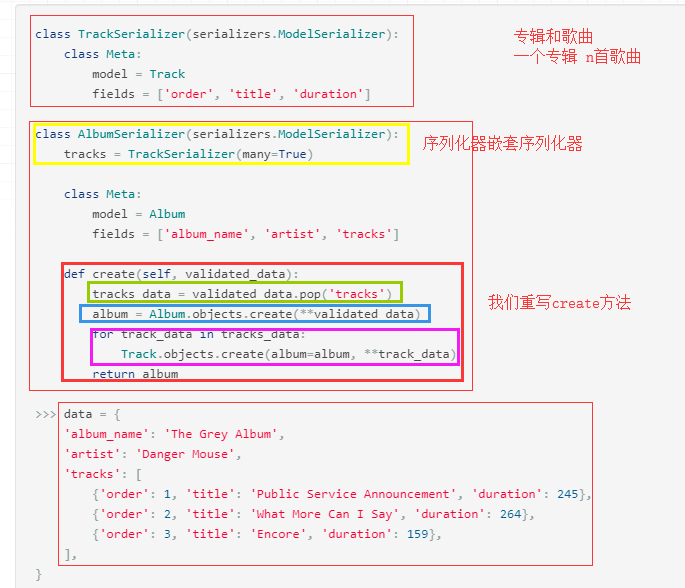 class TrackSerializer(serializers.ModelSerializer):
专辑和歌曲
class Meta:
一个专辑 n首歌曲
model = Track
fields = ['order', 'title', 'duration']
class AlbumSerializer(serializers.ModelSerializer):
序列化器嵌套序列化器
tracks = TrackSerializer(many=True)
class Meta:
model = Album
fields = ['album_name', 'artist', 'tracks']
def create(self, validated_data):
tracks_data = validated_data.pop('tracks')
我们重写create方法
album = Album.objects.create(**validated_data)
for track_data in tracks_data:
Track.objects.create(album=album, **track_data)
return album
>>> data = {
'album_name': 'The Grey Album',
'artist': 'Danger Mouse',
'tracks': [
{'order': 1, 'title': 'Public Service Announcement', 'duration': 245},
{'order': 2, 'title': 'What More Can I Say', 'duration': 264},
{'order': 3, 'title': 'Encore', 'duration': 159},
],
}